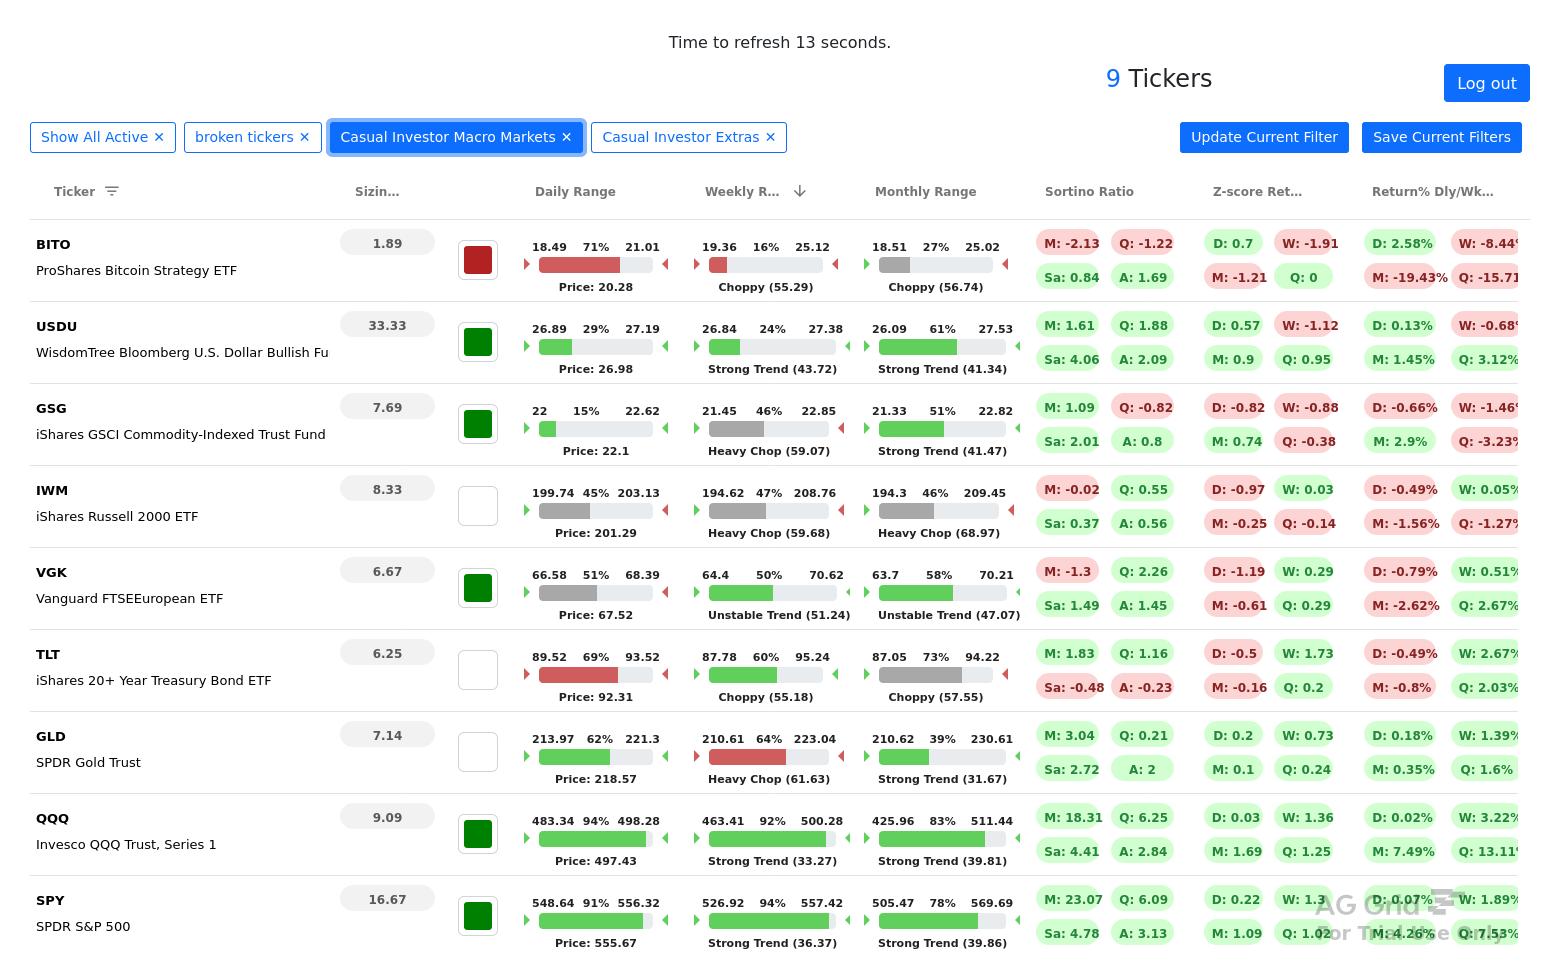 Time to refresh 13 seconds.
9 Tickers
Log out
Show All Active ✕ broken tickers ✕ Casual Investor Macro Markets ✕ Casual Investor Extras ✕ Update Current Filter Save Current Filters
Ticker Sizin... Daily Range Weekly R... Monthly Range Sortino Ratio Z-score Ret... Return% Dly/Wk...
BITO 1.89 18.49 71% 21.01 19.36 16% 25.12 18.51 27% 25.02 M: -2.13 Q: -1.22 D: 0.7 W: -1.91 D: 2.58% W: -8.44%
ProShares Bitcoin Strategy ETF Sa: 0.84 A: 1.69 M: -1.21 Q: 0 M: -19.43% Q: -15.71
Price: 20.28 Choppy (55.29) Choppy (56.74)
USDU 33.33 26.89 29% 27.19 26.84 24% 27.38 26.09 61% 27.53 M: 1.61 Q: 1.88 D: 0.57 W: -1.12 D: 0.13% W: -0.68%
WisdomTree Bloomberg U.S. Dollar Bullish Fu Sa: 4.06 A: 2.09 M: 0.9 Q: 0.95 M: 1.45% Q: 3.12%
Price: 26.98 Strong Trend (43.72) Strong Trend (41.34)
GSG 7.69 22 15% 22.62 21.45 46% 22.85 21.33 51% 22.82 M: 1.09 Q: -0.82 D: -0.82 W: -0.88 D: -0.66% W: -1.46%
iShares GSCI Commodity-Indexed Trust Fund Sa: 2.01 A: 0.8 M: 0.74 Q: -0.38 M: 2.9% Q: -3.23%
Price: 22.1 Heavy Chop (59.07) Strong Trend (41.47)
IWM 8.33 199.74 45% 203.13 194.62 47% 208.76 194.3 46% 209.45 M: -0.02 Q: 0.55 D: -0.97 W: 0.03 D: -0.49% W: 0.05%
iShares Russell 2000 ETF Sa: 0.37 A: 0.56 M: -0.25 Q: -0.14 M: -1.56% Q: -1.27%
Price: 201.29 Heavy Chop (59.68) Heavy Chop (68.97)
VGK 6.67 66.58 51% 68.39 64.4 50% 70.62 63.7 58% 70.21 M: -1.3 Q: 2.26 D: -1.19 W: 0.29 D: -0.79% W: 0.51%
Vanguard FTSEEuropean ETF Sa: 1.49 A: 1.45 M: -0.61 Q: 0.29 M: -2.62% Q: 2.67%
Price: 67.52 Unstable Trend (51.24) Unstable Trend (47.07)
TLT 6.25 89.52 69% 93.52 87.78 60% 95.24 87.05 73% 94.22 M: 1.83 Q: 1.16 D: -0.5 W: 1.73 D: -0.49% W: 2.67%
iShares 20+ Year Treasury Bond ETF Sa: -0.48 A: -0.23 M: -0.16 Q: 0.2 M: -0.8% Q: 2.03%
Price: 92.31 Choppy (55.18) Choppy (57.55)
GLD 7.14 213.97 62% 221.3 210.61 64% 223.04 210.62 39% 230.61 M: 3.04 Q: 0.21 D: 0.2 W: 0.73 D: 0.18% W: 1.39%
SPDR Gold Trust Sa: 2.72 A: 2 M: 0.1 Q: 0.24 M: 0.35% Q: 1.6%
Price: 218.57 Heavy Chop (61.63) Strong Trend (31.67)
QQQ 9.09 483.34 94% 498.28 463.41 92% 500.28 425.96 83% 511.44 M: 18.31 Q: 6.25 D: 0.03 W: 1.36 D: 0.02% W: 3.22%
Invesco QQQ Trust, Series 1 Sa: 4.41 A: 2.84 M: 1.69 Q: 1.25 M: 7.49% Q: 13.11%
Price: 497.43 Strong Trend (33.27) Strong Trend (39.81)
SPY 16.67 548.64 91% 556.32 526.92 94% 557.42 505.47 78% 569.69 M: 23.07 Q: 6.09 D: 0.22 W: 1.3 D: 0.07% W: 1.89%
SPDR S&P 500 Sa: 4.78 A: 3.13 M: 1.09 Q: 1.02 M: 4.26% Q: 7.53%
Price: 555.67 Strong Trend (36.37) Strong Trend (39.86)
AG Grid
For Trial Use Only